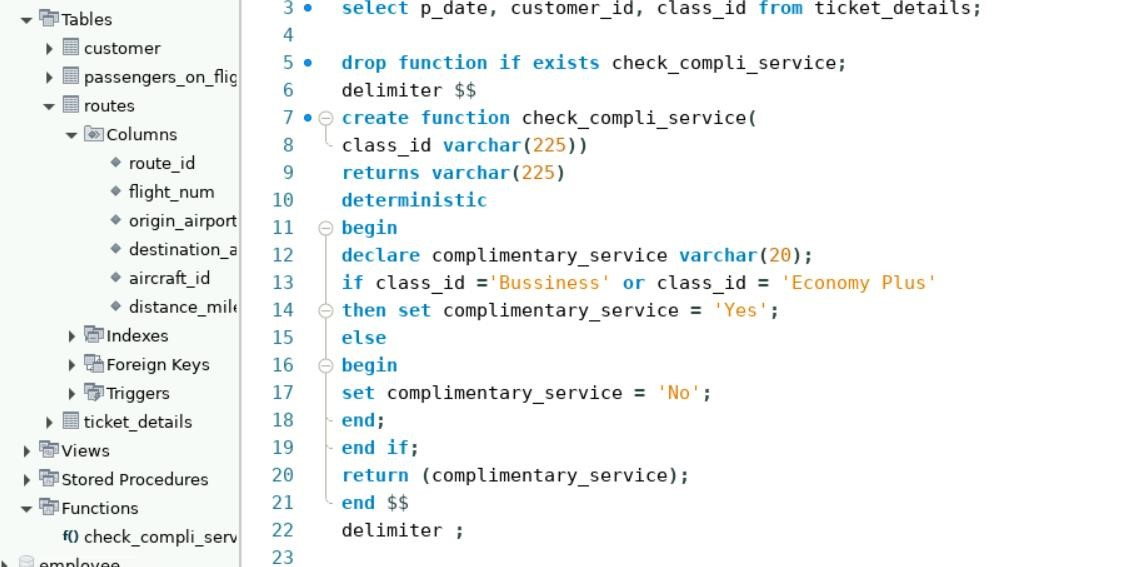 Tables
customer
passengers_on_flig
routes
Columns
route_id
flight_num
origin_airport
destination_a
aircraft_id
distance_mile
Indexes
Foreign Keys
Triggers
ticket_details
Views
Stored Procedures
Functions
f() check_compli_serv
employee
3 select p_date, customer_id, class_id from ticket_details;
4
5 drop function if exists check_compli_service;
6 delimiter $$
7 create function check_compli_service(
8 class_id varchar(225))
9 returns varchar(225)
10 deterministic
11 begin
12 declare complimentary_service varchar(20);
13 if class_id ='Bussiness' or class_id = 'Economy Plus'
14 then set complimentary_service = 'Yes';
15 else
16 begin
17 set complimentary_service = 'No';
18 end;
19 end if;
20 return (complimentary_service);
21 end $$
22 delimiter ;
23